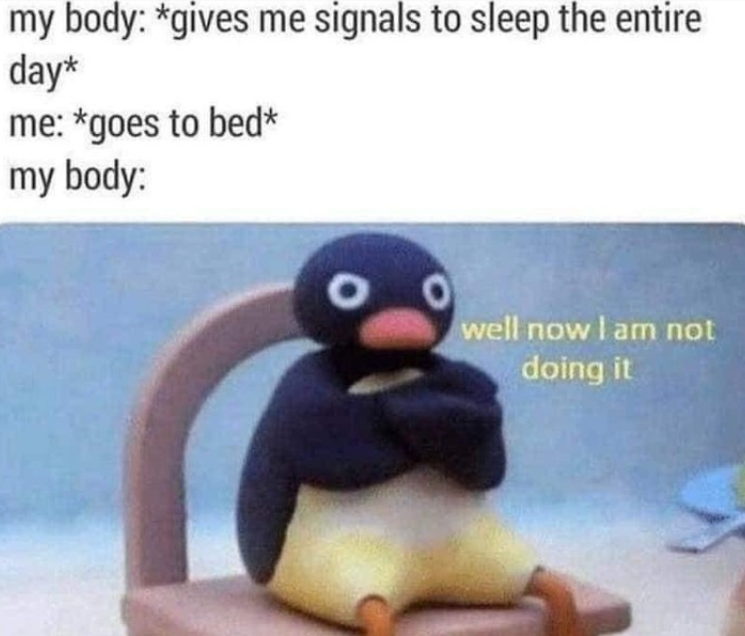 my body: *gives me signals to sleep the entire
day*
me: *goes to bed*
my body:
well now I am not
doing it